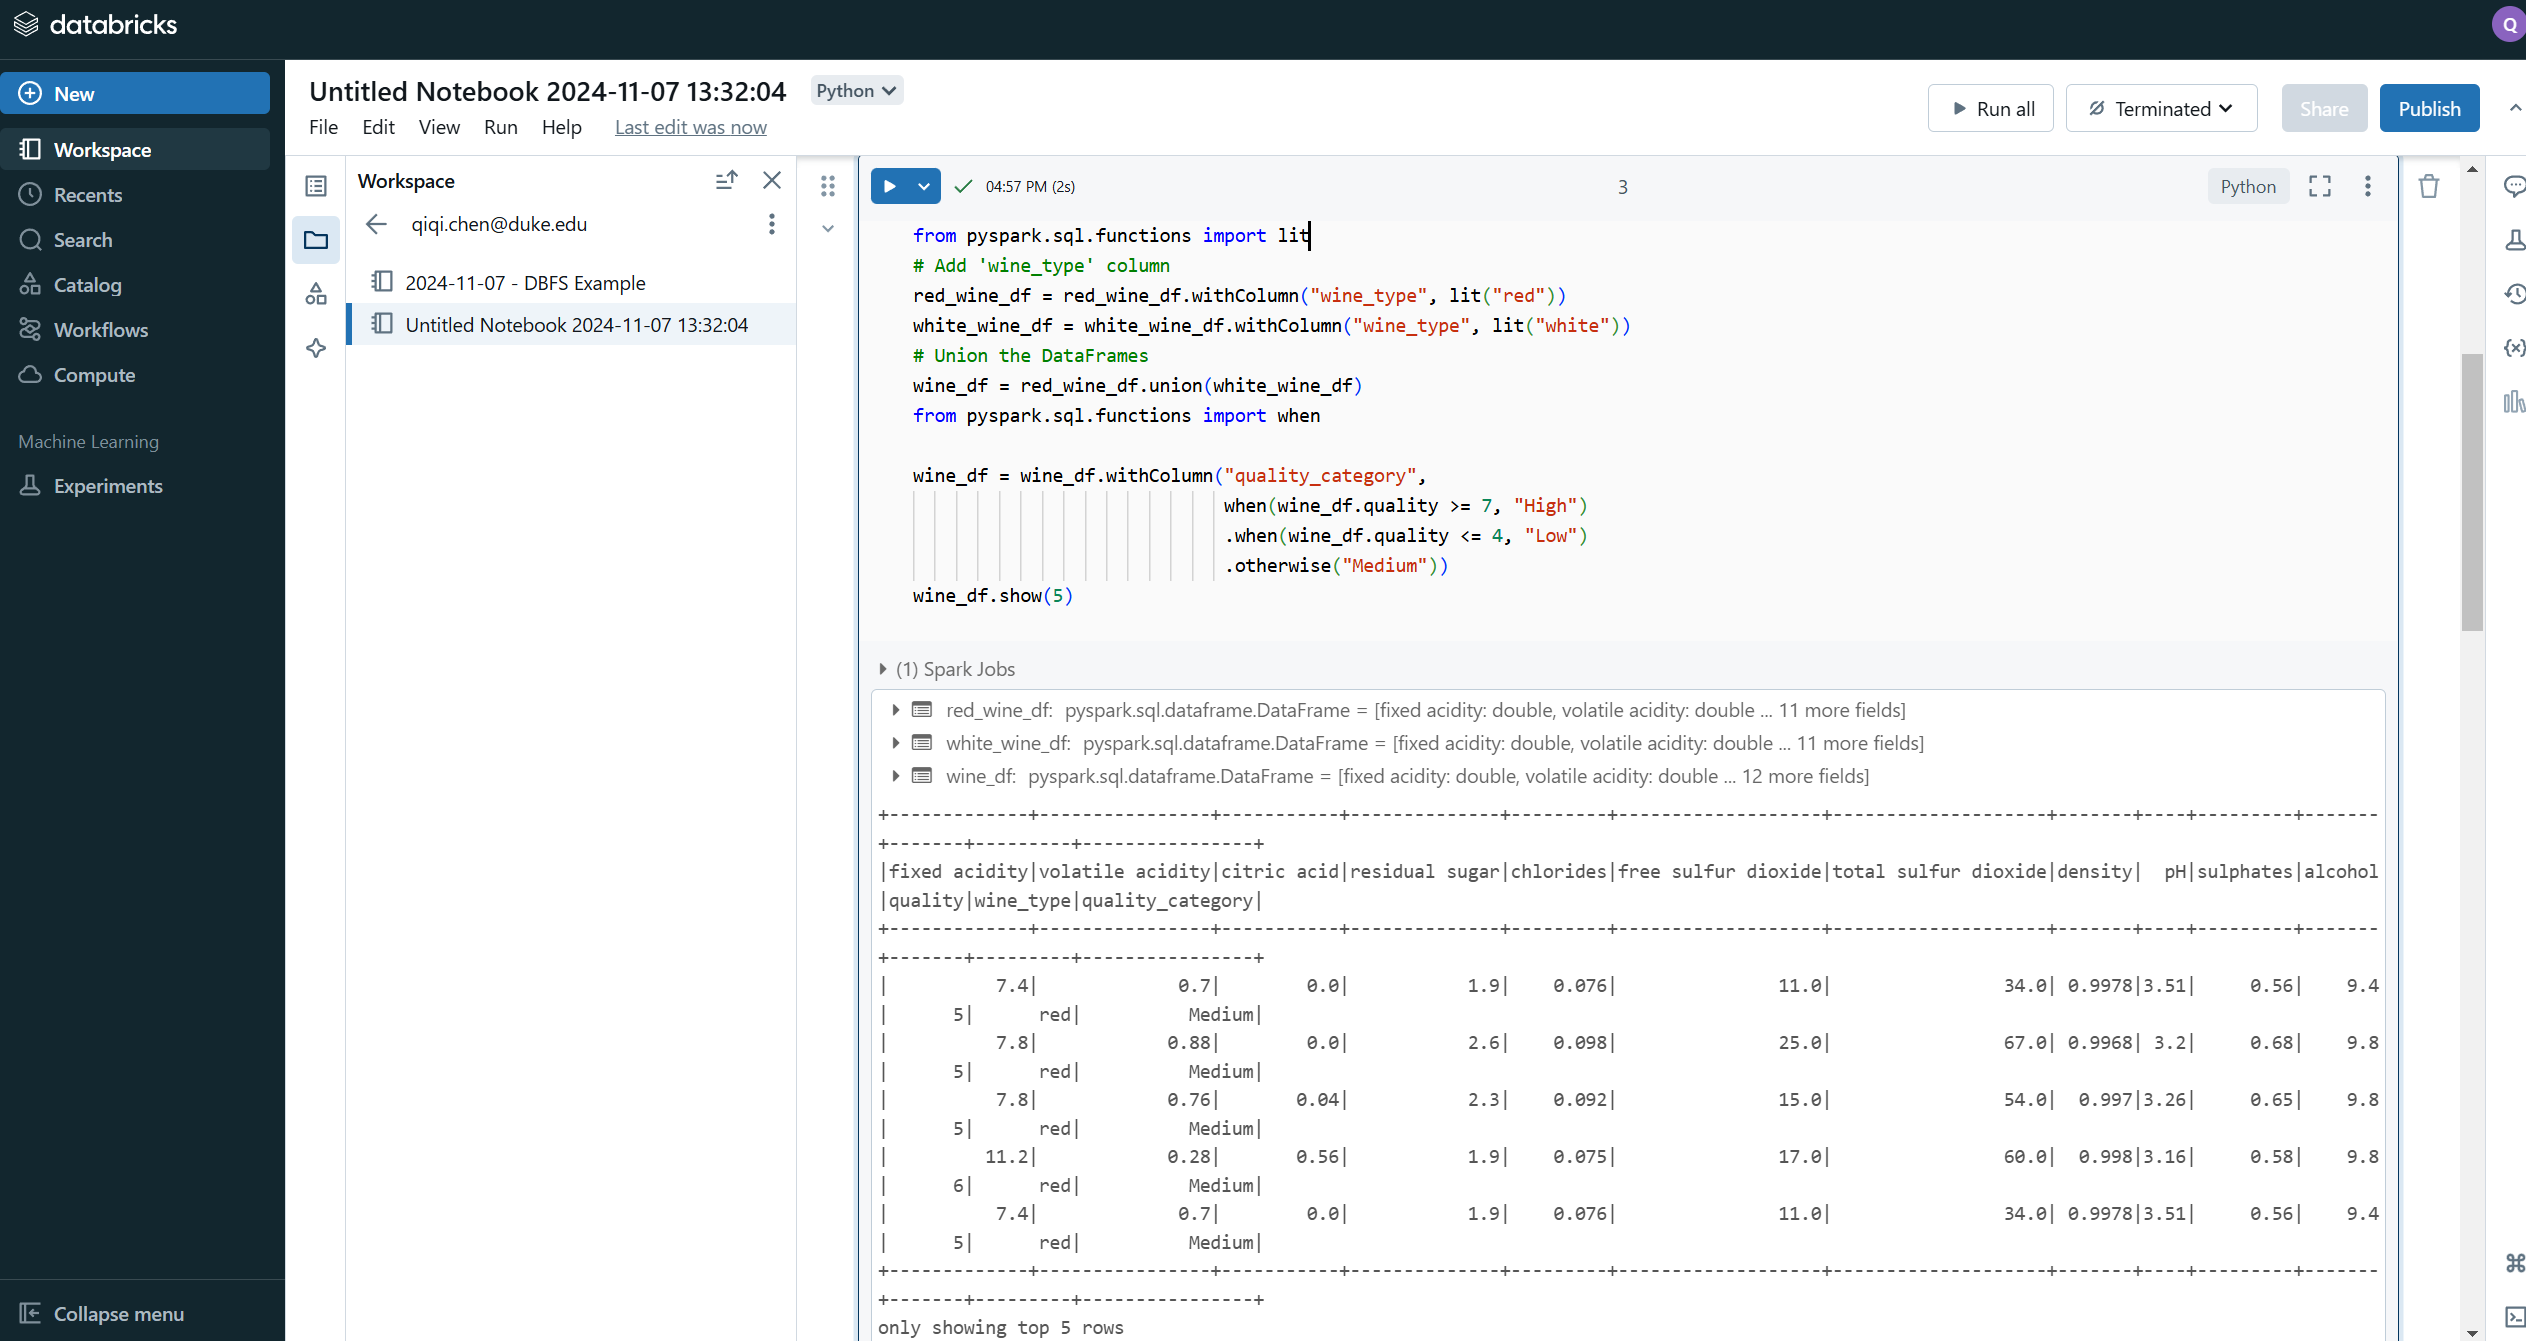 databricks
Q
New
Workspace
Recents
Search
Catalog
Workflows
Compute
Machine Learning
Experiments
Collapse menu
Untitled Notebook 2024-11-07 13:32:04 Python
File Edit View Run Help Last edit was now
Run all Terminated Share Publish
Workspace
qiqi.chen@duke.edu
2024-11-07 - DBFS Example
Untitled Notebook 2024-11-07 13:32:04
04:57 PM (2s) 3 Python
from pyspark.sql.functions import lit
# Add 'wine_type' column
red_wine_df = red_wine_df.withColumn("wine_type", lit("red"))
white_wine_df = white_wine_df.withColumn("wine_type", lit("white"))
# Union the DataFrames
wine_df = red_wine_df.union(white_wine_df)
from pyspark.sql.functions import when
wine_df = wine_df.withColumn("quality_category",
when(wine_df.quality >= 7, "High")
.when(wine_df.quality <= 4, "Low")
.otherwise("Medium"))
wine_df.show(5)
(1) Spark Jobs
red_wine_df: pyspark.sql.dataframe.DataFrame = [fixed acidity: double, volatile acidity: double ... 11 more fields]
white_wine_df: pyspark.sql.dataframe.DataFrame = [fixed acidity: double, volatile acidity: double ... 11 more fields]
wine_df: pyspark.sql.dataframe.DataFrame = [fixed acidity: double, volatile acidity: double ... 12 more fields]
+-------------+----------------+-----------+--------------+---------+-------------------+--------------------+-------+----+---------+-------
+-------+---------+----------------+
|fixed acidity|volatile acidity|citric acid|residual sugar|chlorides|free sulfur dioxide|total sulfur dioxide|density|  pH|sulphates|alcohol
|quality|wine_type|quality_category|
+-------------+----------------+-----------+--------------+---------+-------------------+--------------------+-------+----+---------+-------
+-------+---------+----------------+
|          7.4|             0.7|        0.0|           1.9|    0.076|               11.0|                34.0| 0.9978|3.51|     0.56|    9.4
|      5|      red|          Medium|
|          7.8|            0.88|        0.0|           2.6|    0.098|               25.0|                67.0| 0.9968| 3.2|     0.68|    9.8
|      5|      red|          Medium|
|          7.8|            0.76|       0.04|           2.3|    0.092|               15.0|                54.0|  0.997|3.26|     0.65|    9.8
|      5|      red|          Medium|
|         11.2|            0.28|       0.56|           1.9|    0.075|               17.0|                60.0|  0.998|3.16|     0.58|    9.8
|      6|      red|          Medium|
|          7.4|             0.7|        0.0|           1.9|    0.076|               11.0|                34.0| 0.9978|3.51|     0.56|    9.4
|      5|      red|          Medium|
+-------------+----------------+-----------+--------------+---------+-------------------+--------------------+-------+----+---------+-------
+-------+---------+----------------+
only showing top 5 rows